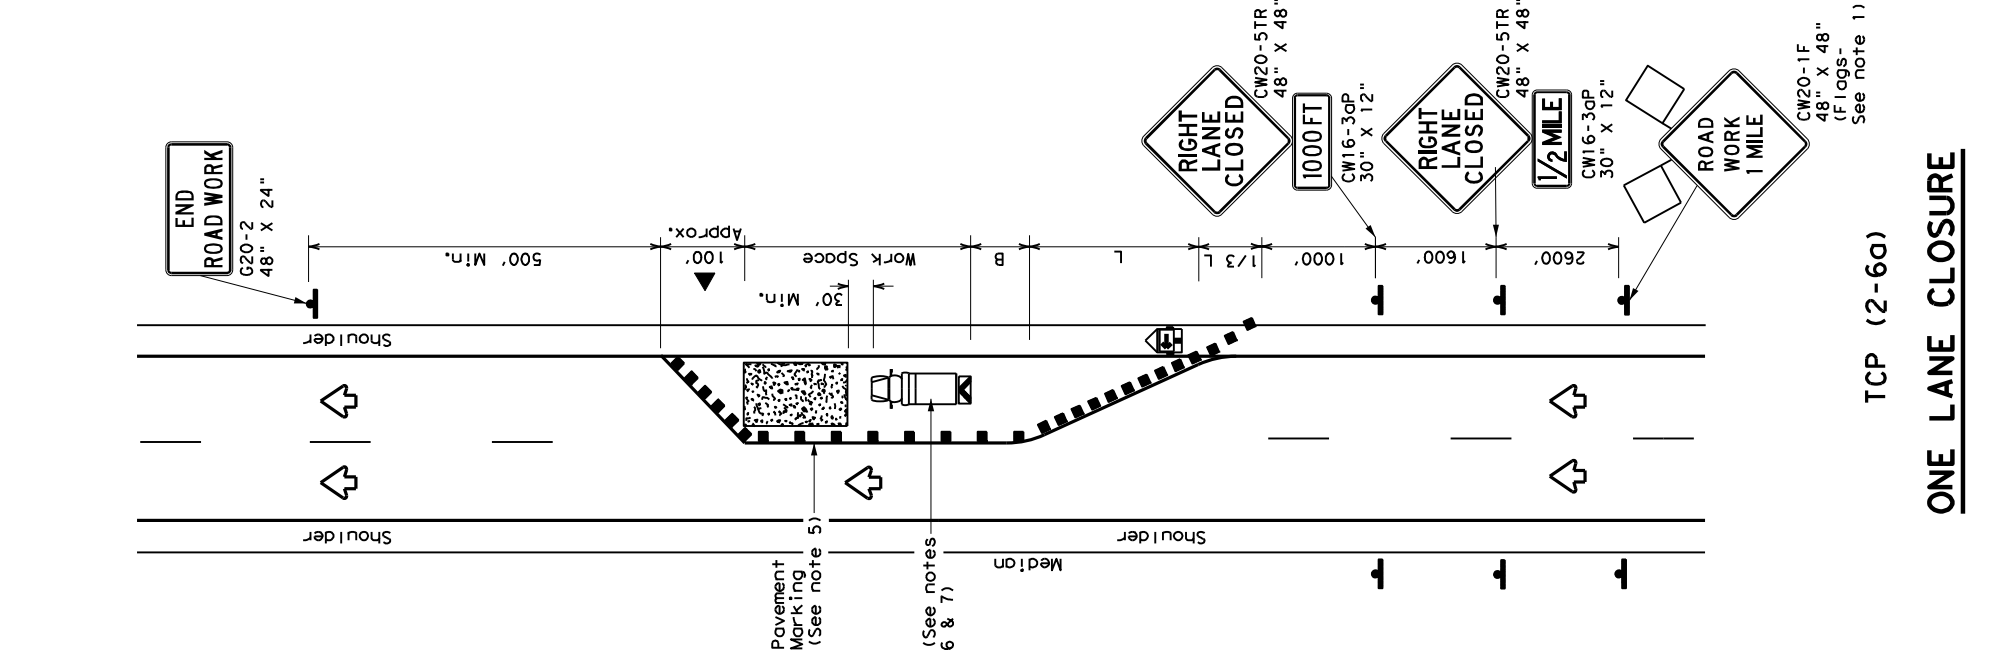 END
ROAD WORK
G20-2
48" X 24"
500' Min.
100'
Approx.
Work Space
30' Min.
B
L
1/3 L
1000'
1600'
2600'
RIGHT
LANE
CLOSED
CW20-5TR
48" X 48"
1000 FT
CW16-3aP
30" X 12"
RIGHT
LANE
CLOSED
CW20-5TR
48" X 48"
1/2 MILE
CW16-3aP
30" X 12"
ROAD
WORK
1 MILE
CW20-1F
48" X 48"
(Flags-
See note 1)
Shoulder
Shoulder
Shoulder
Median
Pavement
Marking
(See note 5)
(See notes
6 & 7)
TCP (2-6a)
ONE LANE CLOSURE